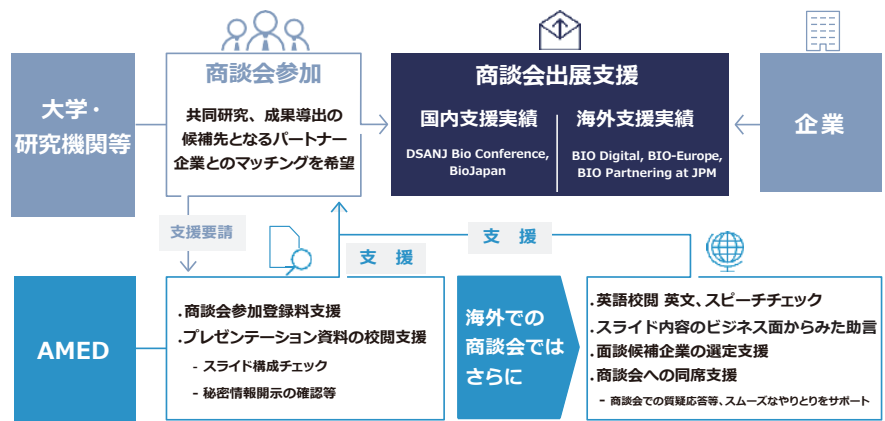 大学・
研究機関等
商談会参加
共同研究、成果導出の
候補先となるパートナー
企業とのマッチングを希望
商談会出展支援
国内支援実績
DSANJ Bio Conference,
BioJapan
海外支援実績
BIO Digital, BIO-Europe,
BIO Partnering at JPM
企業
支援要請
支 援
支 援
AMED
.商談会参加登録料支援
.プレゼンテーション資料の校閲支援
- スライド構成チェック
- 秘密情報開示の確認等
海外での
商談会では
さらに
.英語校閲 英文、スピーチチェック
.スライド内容のビジネス面からみた助言
.面談候補企業の選定支援
.商談会への同席支援
- 商談会での質疑応答等、スムーズなやりとりをサポート